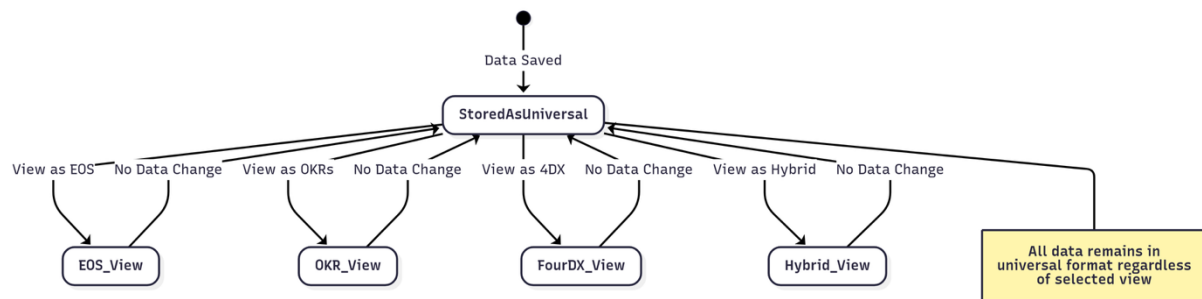 Data Saved
StoredAsUniversal
View as EOS
No Data Change
View as OKRs
No Data Change
View as 4DX
No Data Change
View as Hybrid
No Data Change
EOS_View
OKR_View
FourDX_View
Hybrid_View
All data remains in
universal format regardless
of selected view